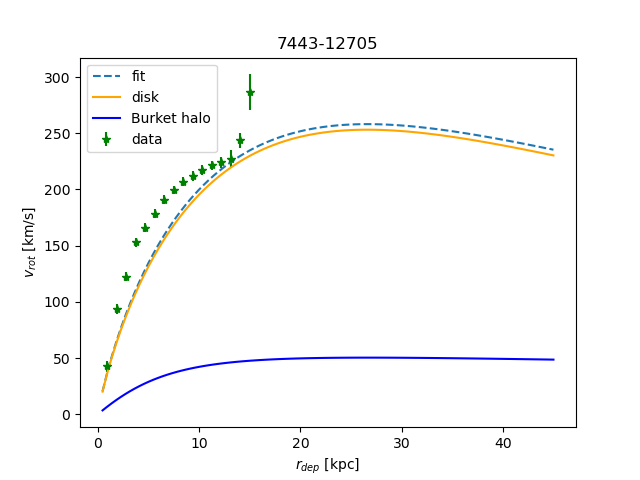 7443-12705
fit
disk
Burket halo
data
300
250
200
150
100
50
0
v_rot [km/s]
0 10 20 30 40
r_dep [kpc]